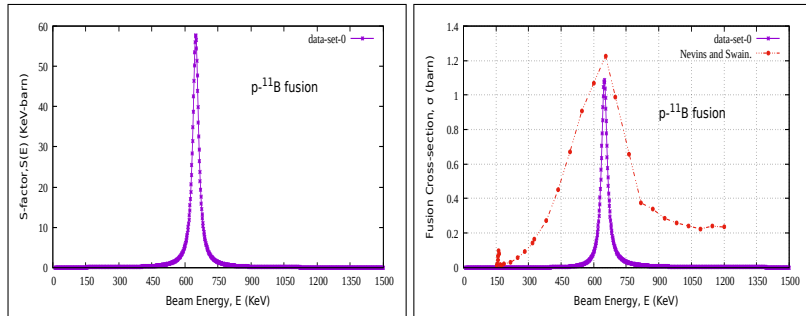 data-set-0
p-¹¹B fusion
S-factor,S(E) (KeV-barn)
60
50
40
30
20
10
0
0 150 300 450 600 750 900 1050 1200 1350 1500
Beam Energy, E (KeV)
data-set-0
Nevins and Swain.
p-¹¹B fusion
Fusion Cross-section, σ (barn)
1.4
1.2
1
0.8
0.6
0.4
0.2
0
0 150 300 450 600 750 900 1050 1200 1350 1500
Beam Energy, E (KeV)